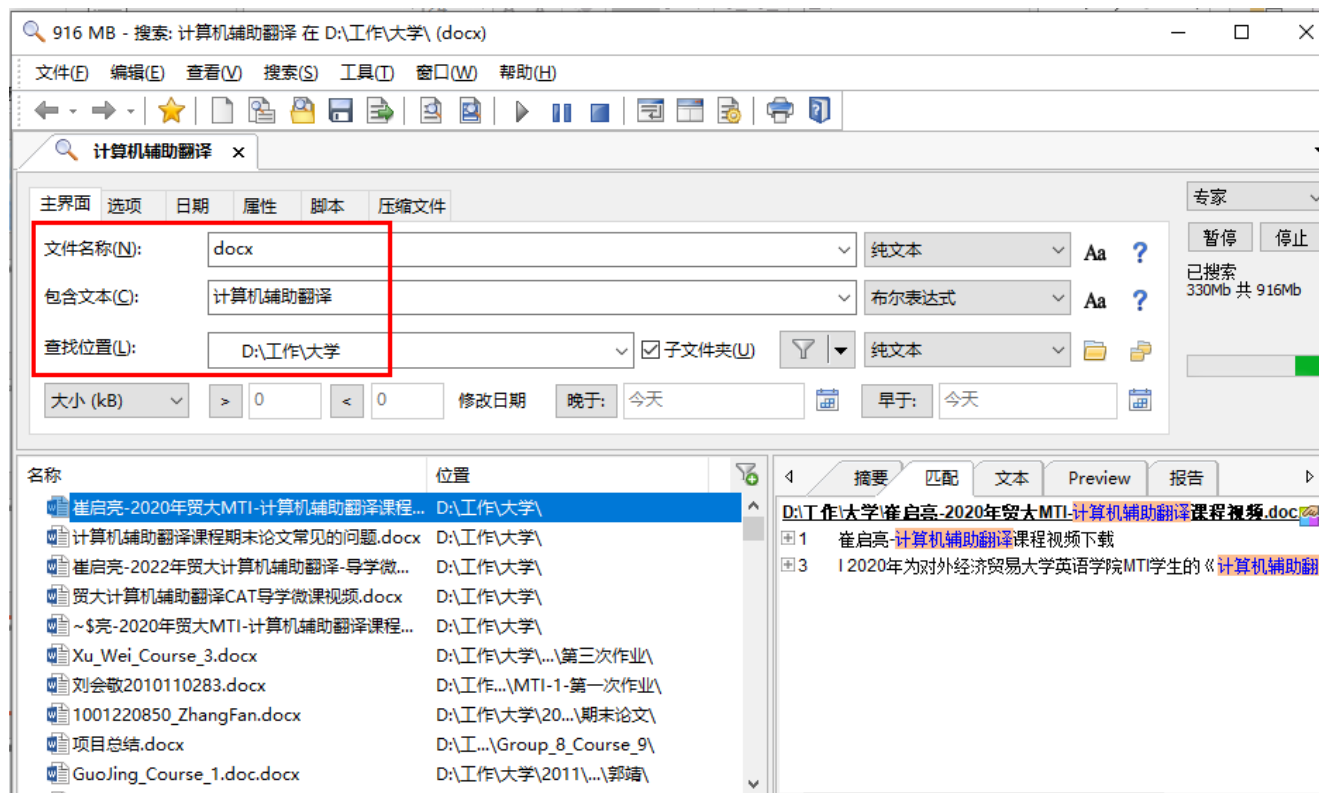 916 MB - 搜索: 计算机辅助翻译 在 D:\工作\大学\ (docx)
文件(F) 编辑(E) 查看(V) 搜索(S) 工具(T) 窗口(W) 帮助(H)
计算机辅助翻译
主界面 选项 日期 属性 脚本 压缩文件 专家
文件名称(N): docx 纯文本 Aa ? 暂停 停止
已搜索
包含文本(C): 计算机辅助翻译 布尔表达式 Aa ? 330Mb 共 916Mb
查找位置(L): D:\工作\大学 子文件夹(U) 纯文本
大小 (kB) > 0 < 0 修改日期 晚于: 今天 早于: 今天
名称 位置 摘要 匹配 文本 Preview 报告
崔启亮-2020年贸大MTI-计算机辅助翻译课程... D:\工作\大学\ D:\工作\大学\崔启亮-2020年贸大MTI-计算机辅助翻译课程视频.doc
计算机辅助翻译课程期末论文常见的问题.docx D:\工作\大学\ 1 崔启亮-计算机辅助翻译课程视频下载
崔启亮-2022年贸大计算机辅助翻译-导学微... D:\工作\大学\ 3 l 2020年为对外经济贸易大学英语学院MTI学生的《计算机辅助翻
贸大计算机辅助翻译CAT导学微课视频.docx D:\工作\大学\
~$亮-2020年贸大MTI-计算机辅助翻译课程... D:\工作\大学\
Xu_Wei_Course_3.docx D:\工作\大学\...\第三次作业\
刘会敬2010110283.docx D:\工作...\MTI-1-第一次作业\
1001220850_ZhangFan.docx D:\工作\大学\20...\期末论文\
项目总结.docx D:\工...\Group_8_Course_9\
GuoJing_Course_1.doc.docx D:\工作\大学\2011\...\郭靖\